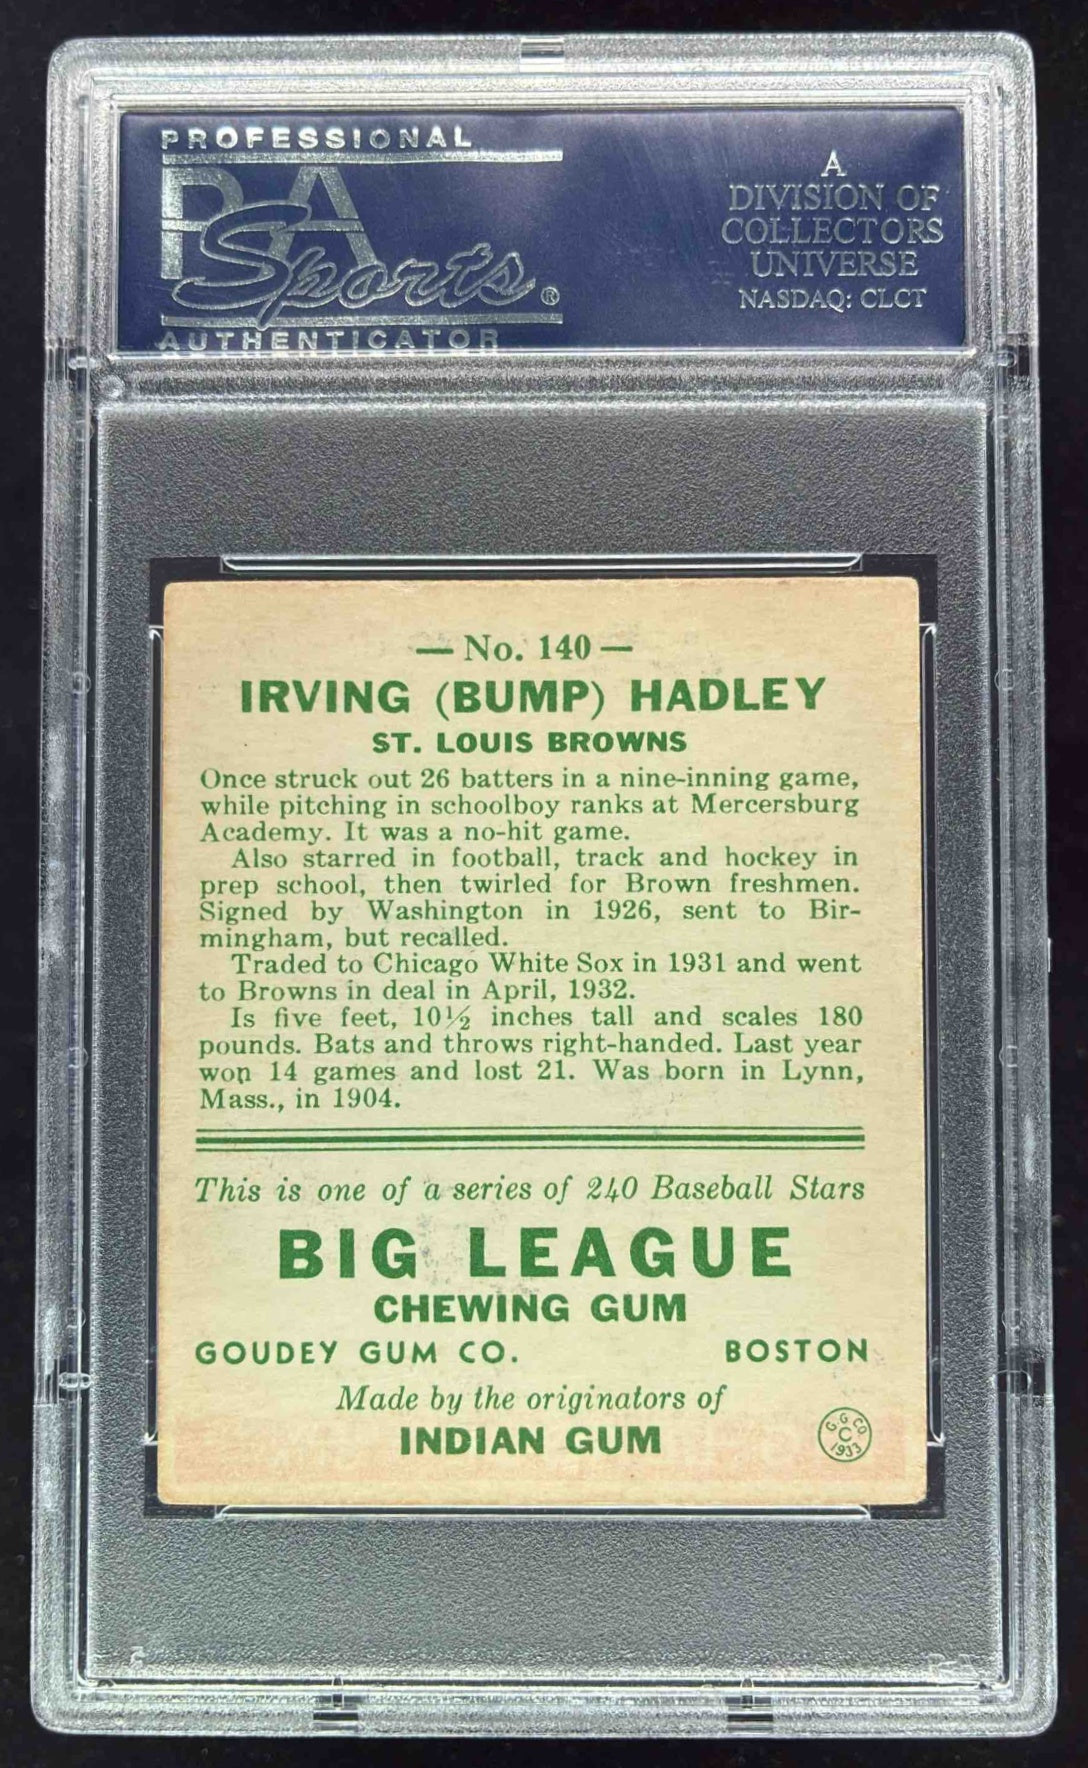 PROFESSIONAL
PSA
Sports®
AUTHENTICATOR
A
DIVISION OF
COLLECTORS
UNIVERSE
NASDAQ: CLCT
— No. 140 —
IRVING (BUMP) HADLEY
ST. LOUIS BROWNS
Once struck out 26 batters in a nine-inning game,
while pitching in schoolboy ranks at Mercersburg
Academy. It was a no-hit game.
Also starred in football, track and hockey in
prep school, then twirled for Brown freshmen.
Signed by Washington in 1926, sent to Bir-
mingham, but recalled.
Traded to Chicago White Sox in 1931 and went
to Browns in deal in April, 1932.
Is five feet, 10½ inches tall and scales 180
pounds. Bats and throws right-handed. Last year
won 14 games and lost 21. Was born in Lynn,
Mass., in 1904.
This is one of a series of 240 Baseball Stars
BIG LEAGUE
CHEWING GUM
GOUDEY GUM CO. BOSTON
Made by the originators of
INDIAN GUM
G.G.CO
C
1933